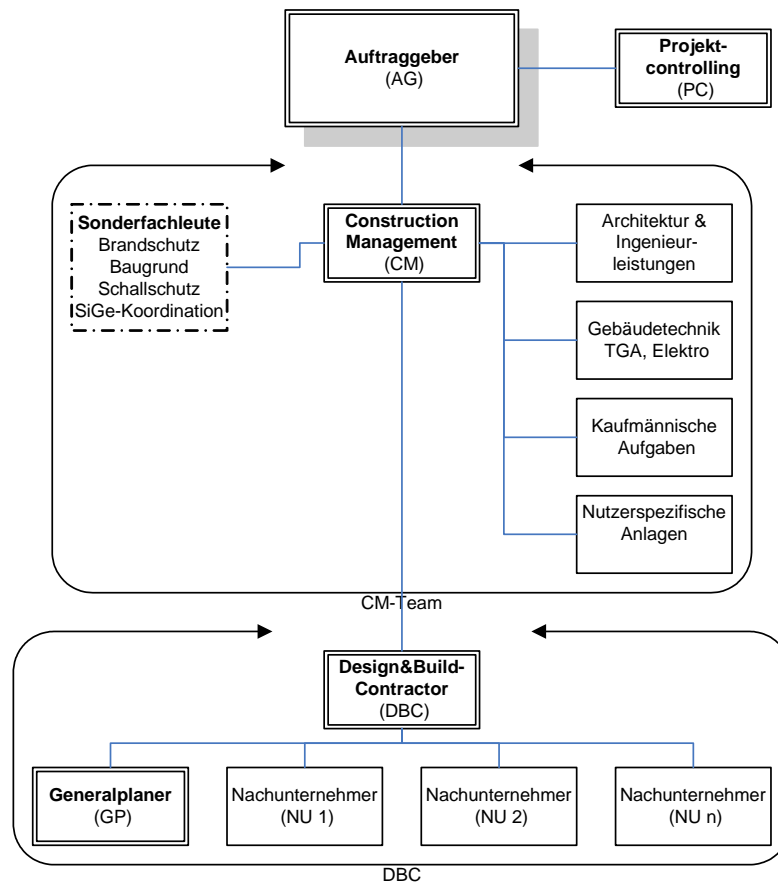 Auftraggeber
(AG)
Projekt-
controlling
(PC)
Sonderfachleute
Brandschutz
Baugrund
Schallschutz
SiGe-Koordination
Construction
Management
(CM)
Architektur &
Ingenieur-
leistungen
Gebäudetechnik
TGA, Elektro
Kaufmännische
Aufgaben
Nutzerspezifische
Anlagen
CM-Team
Design&Build-
Contractor
(DBC)
Generalplaner
(GP)
Nachunternehmer
(NU 1)
Nachunternehmer
(NU 2)
Nachunternehmer
(NU n)
DBC